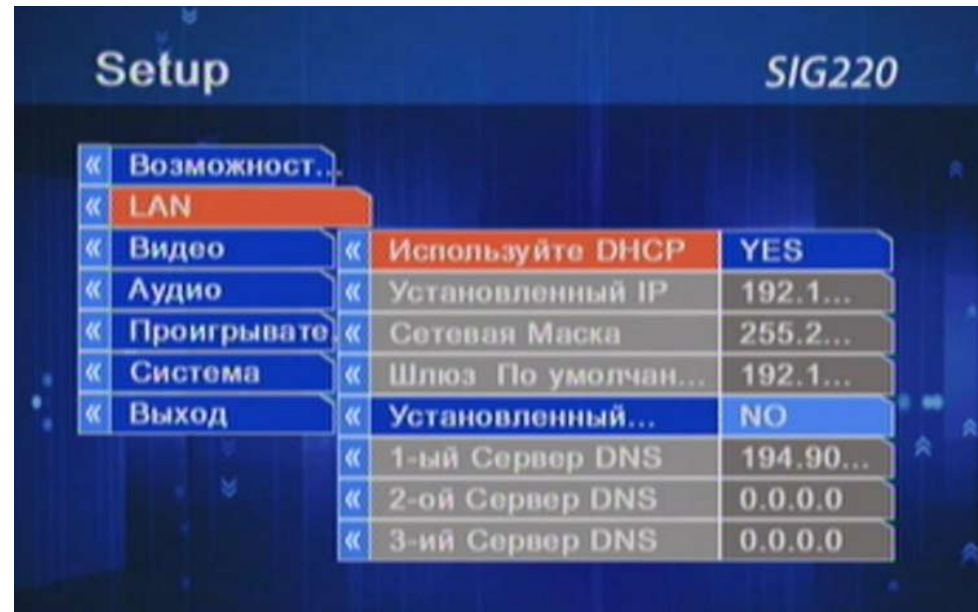 Setup
SIG220
Возможност...
LAN
Видео
Аудио
Проигрывате.
Система
Выход
Используйте DHCP YES
Установленный IP 192.1...
Сетевая Маска 255.2...
Шлюз По умолчан... 192.1...
Установленный... NO
1-ый Сервер DNS 194.90...
2-ой Сервер DNS 0.0.0.0
3-ий Сервер DNS 0.0.0.0